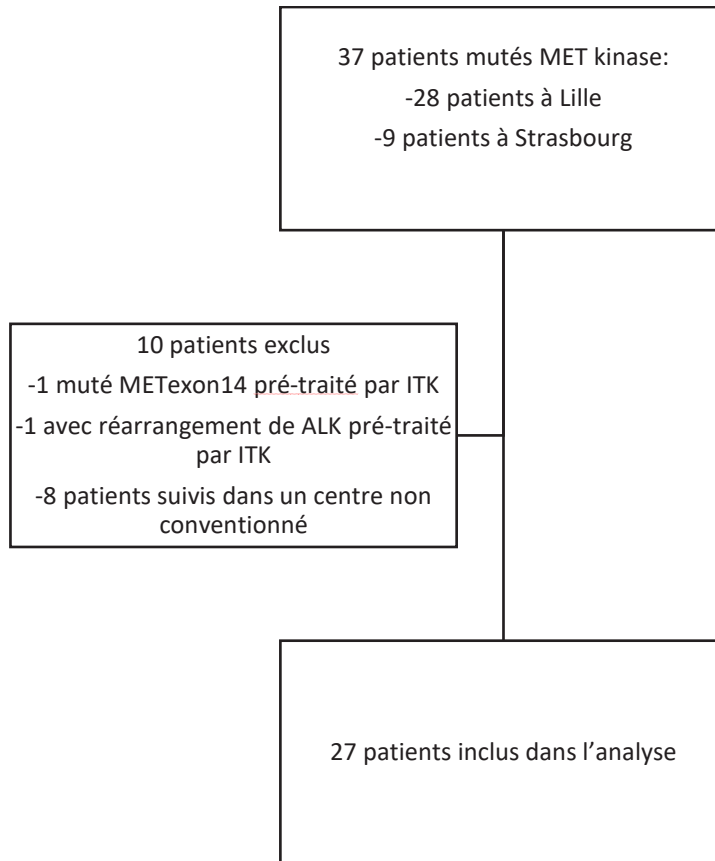 37 patients mutés MET kinase:
-28 patients à Lille
-9 patients à Strasbourg
10 patients exclus
-1 muté METexon14 pré-traité par ITK
-1 avec réarrangement de ALK pré-traité
par ITK
-8 patients suivis dans un centre non
conventionné
27 patients inclus dans l’analyse